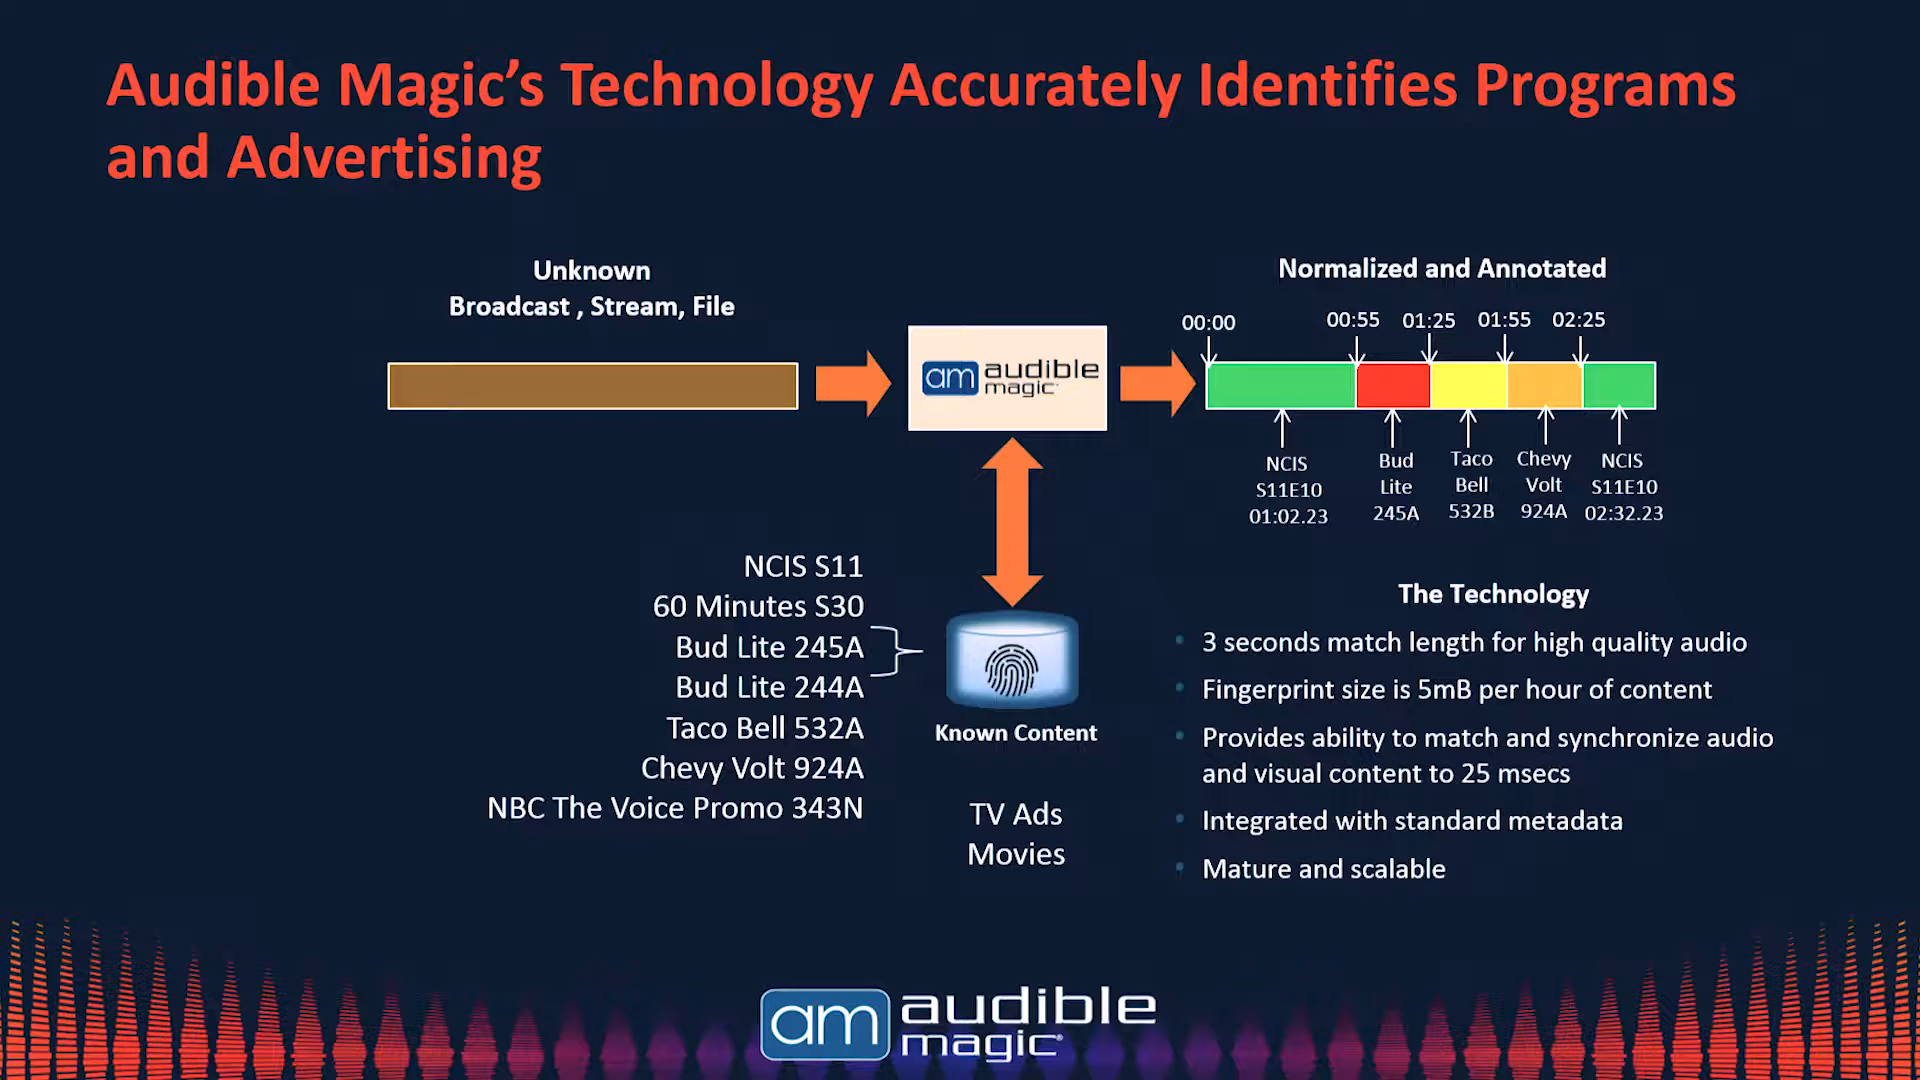 Audible Magic's Technology Accurately Identifies Programs
and Advertising
Unknown
Broadcast , Stream, File
am audible
magic
Normalized and Annotated
00:00 00:55 01:25 01:55 02:25
NCIS
S11E10
01:02.23
Bud
Lite
245A
Taco
Bell
532B
Chevy
Volt
924A
NCIS
S11E10
02:32.23
NCIS S11
60 Minutes S30
Bud Lite 245A
Bud Lite 244A
Taco Bell 532A
Chevy Volt 924A
NBC The Voice Promo 343N
Known Content
TV Ads
Movies
The Technology
• 3 seconds match length for high quality audio
• Fingerprint size is 5mB per hour of content
• Provides ability to match and synchronize audio
and visual content to 25 msecs
• Integrated with standard metadata
• Mature and scalable
am audible
magic®